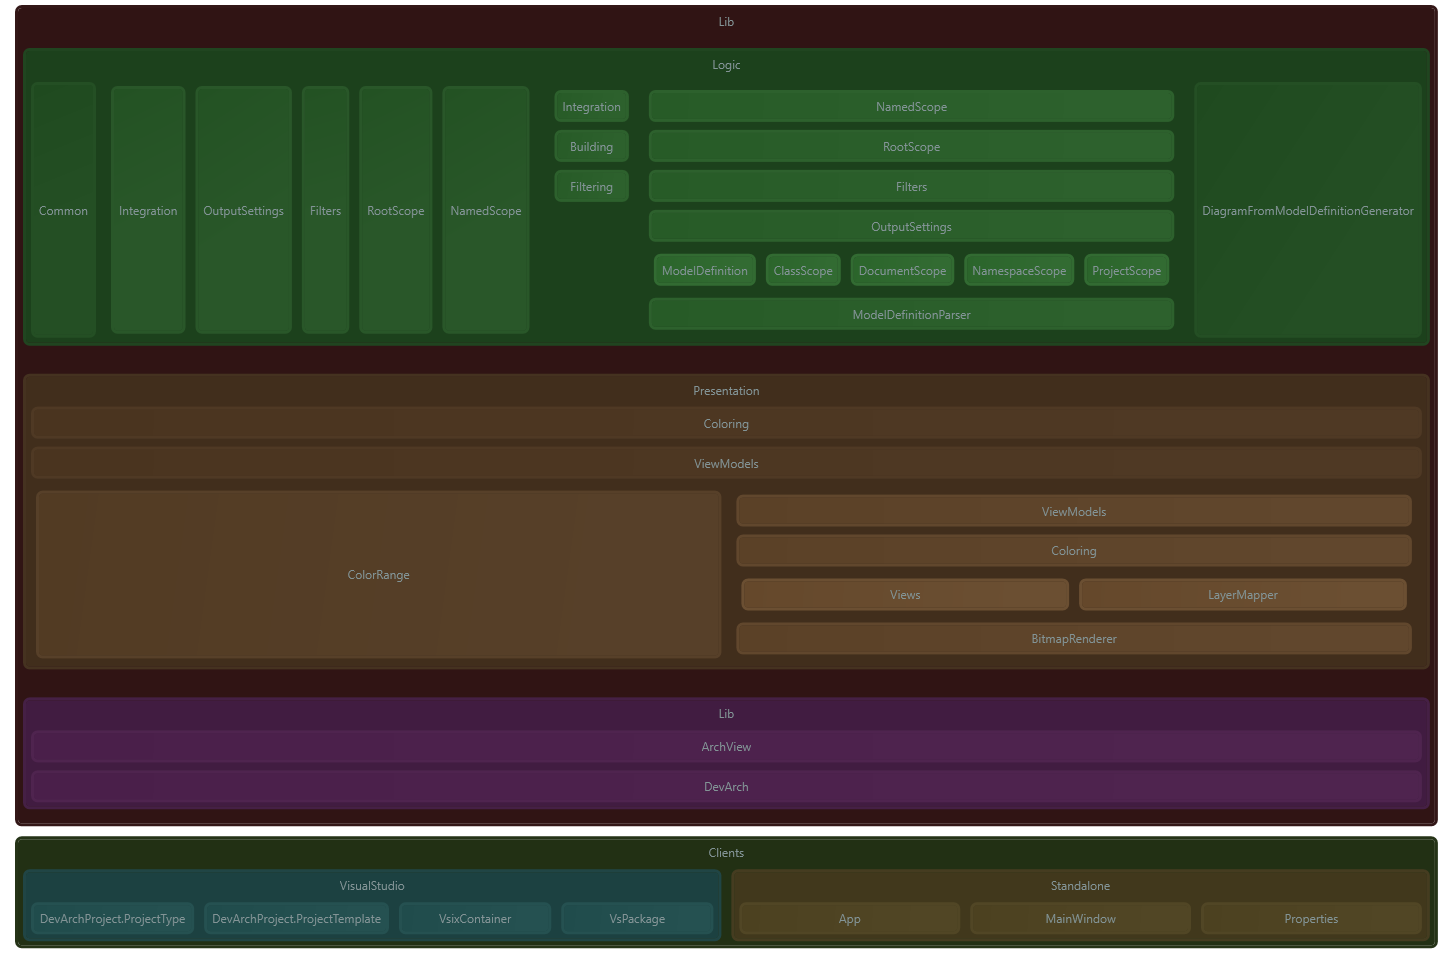 Lib
Logic
Common
Integration
OutputSettings
Filters
RootScope
NamedScope
Integration
Building
Filtering
NamedScope
RootScope
Filters
OutputSettings
ModelDefinition
ClassScope
DocumentScope
NamespaceScope
ProjectScope
ModelDefinitionParser
DiagramFromModelDefinitionGenerator
Presentation
Coloring
ViewModels
ColorRange
ViewModels
Coloring
Views
LayerMapper
BitmapRenderer
Lib
ArchView
DevArch
Clients
VisualStudio
DevArchProject.ProjectType
DevArchProject.ProjectTemplate
VsixContainer
VsPackage
Standalone
App
MainWindow
Properties